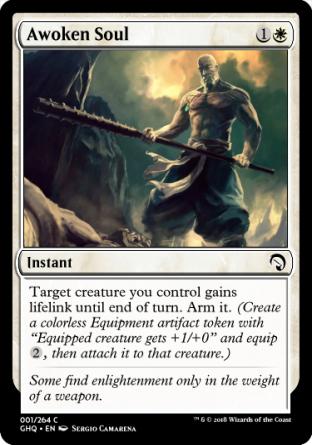 Awoken Soul 1
Instant
Target creature you control gains
lifelink until end of turn. Arm it. (Create
a colorless Equipment artifact token with
“Equipped creature gets +1/+0” and equip
2, then attach it to that creature.)
Some find enlightenment only in the weight
of a weapon.
001/264 C
GHQ • EN SERGIO CAMARENA
™ & © 2018 Wizards of the Coast